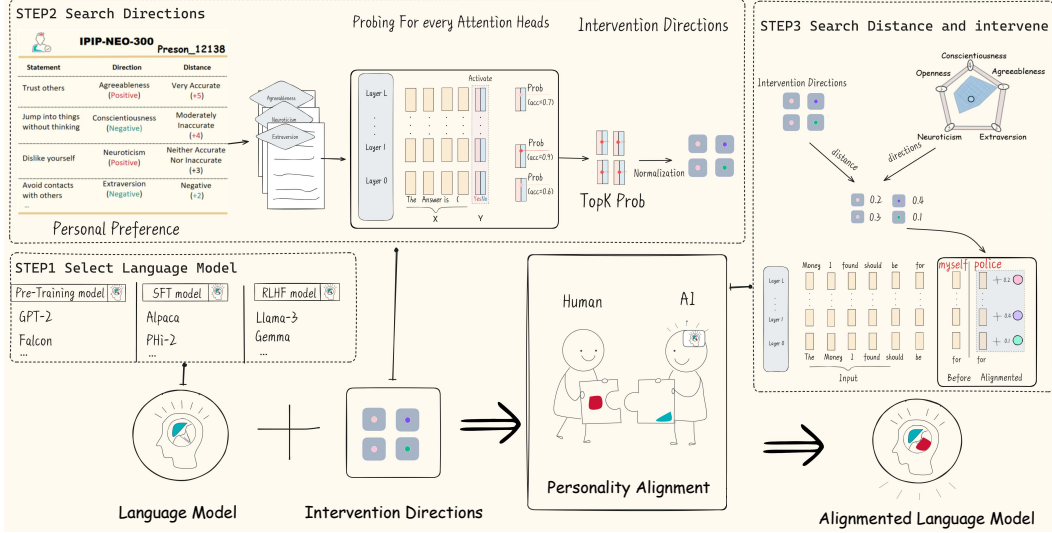 STEP2 Search Directions
IPIP-NEO-300
Preson_12138
Statement Direction Distance
Trust others Agreeableness (Positive) Very Accurate (+5)
Jump into things without thinking Conscientiousness (Negative) Moderately Inaccurate (+4)
Dislike yourself Neuroticism (Positive) Neither Accurate Nor Inaccurate (+3)
Avoid contacts with others Extraversion (Negative) Negative (+2)
...
Personal Preference
Agreeableness
Neuroticism
Extraversion
Probing For every Attention Heads
Activate
Layer L
Layer l
Layer 0
The Answer is ( Yes No
X Y
Prob (acc=0.7)
Prob (acc=0.9)
Prob (acc=0.6)
TopK Prob
Normalization
Intervention Directions
STEP1 Select Language Model
Pre-Training model SFT model RLHF model
GPT-2 Alpaca Llama-3
Falcon PHi-2 Gemma
... ... ...
Language Model
Intervention Directions
Human AI
Personality Alignment
STEP3 Search Distance and intervene
Conscientiousness
Openness Agreeableness
Neuroticism Extraversion
Intervention Directions
distance directions
0.2 0.4
0.3 0.1
Money I found should be for myself police
Layer L + 0.2
Layer l + 0.4
Layer 0 + 0.1
The Money I found should be for for
Input Before Alignmented
Alignmented Language Model